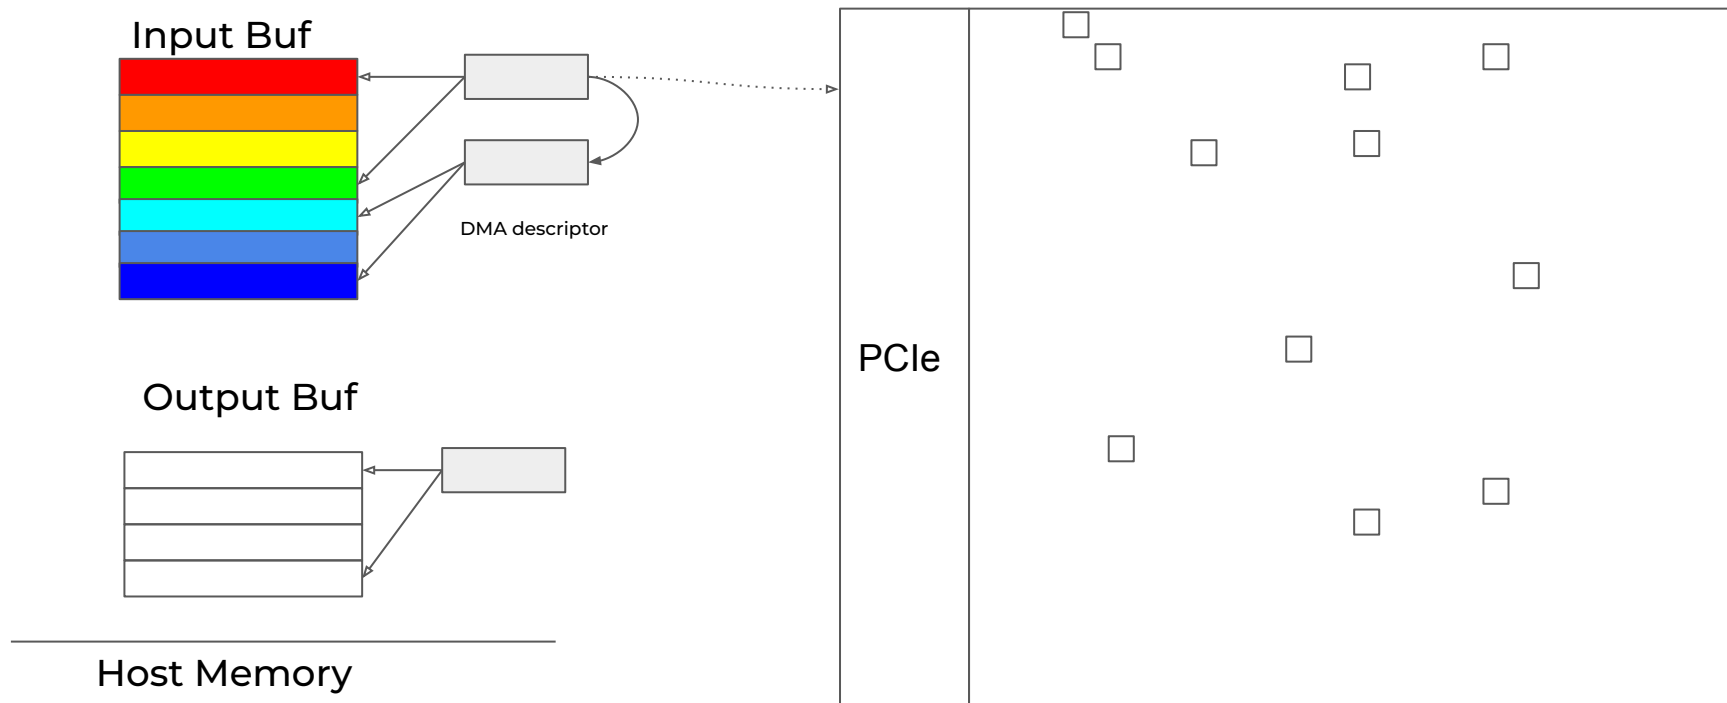 Input Buf
DMA descriptor
PCIe
Output Buf
Host Memory